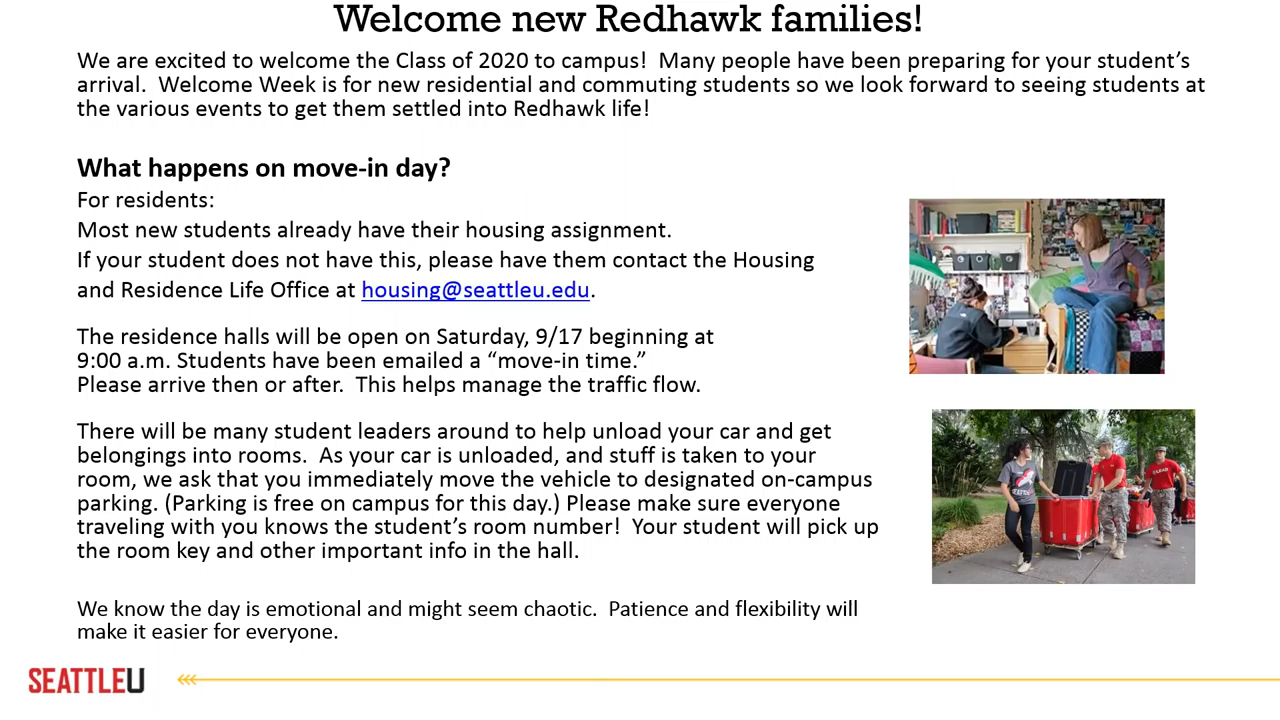 Welcome new Redhawk families!
We are excited to welcome the Class of 2020 to campus!  Many people have been preparing for your student’s
arrival.  Welcome Week is for new residential and commuting students so we look forward to seeing students at
the various events to get them settled into Redhawk life!
What happens on move-in day?
For residents:
Most new students already have their housing assignment.
If your student does not have this, please have them contact the Housing
and Residence Life Office at housing@seattleu.edu.
The residence halls will be open on Saturday, 9/17 beginning at
9:00 a.m. Students have been emailed a “move-in time.”
Please arrive then or after.  This helps manage the traffic flow.
There will be many student leaders around to help unload your car and get
belongings into rooms.  As your car is unloaded, and stuff is taken to your
room, we ask that you immediately move the vehicle to designated on-campus
parking. (Parking is free on campus for this day.) Please make sure everyone
traveling with you knows the student’s room number!  Your student will pick up
the room key and other important info in the hall.
We know the day is emotional and might seem chaotic.  Patience and flexibility will
make it easier for everyone.
SEATTLEU